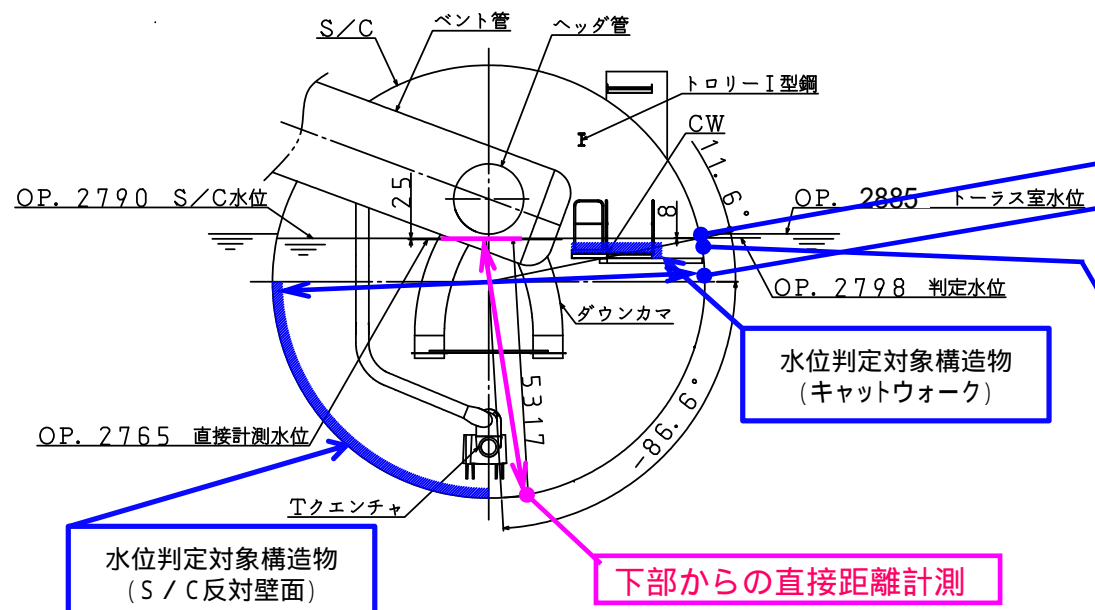 S/C
ベント管
ヘッダ管
トロリーI型鋼
CW
11.6°
OP. 2790 S/C水位
25
8
OP. 2885 トーラス室水位
OP. 2798 判定水位
ダウンカマ
水位判定対象構造物
(キャットウォーク)
5317
-86.6°
OP. 2765 直接計測水位
Tクエンチャ
水位判定対象構造物
(S/C反対壁面)
下部からの直接距離計測